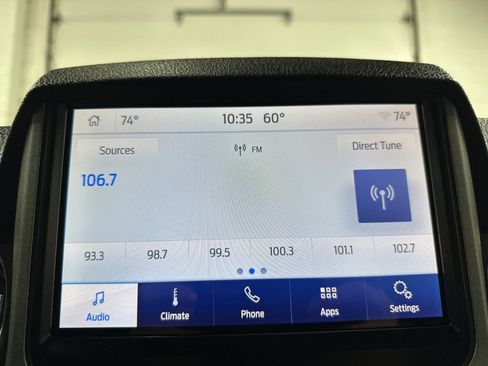 74° 10:35 60° 74°
Sources FM Direct Tune
106.7
93.3 98.7 99.5 100.3 101.1 102.7
Audio Climate Phone Apps Settings